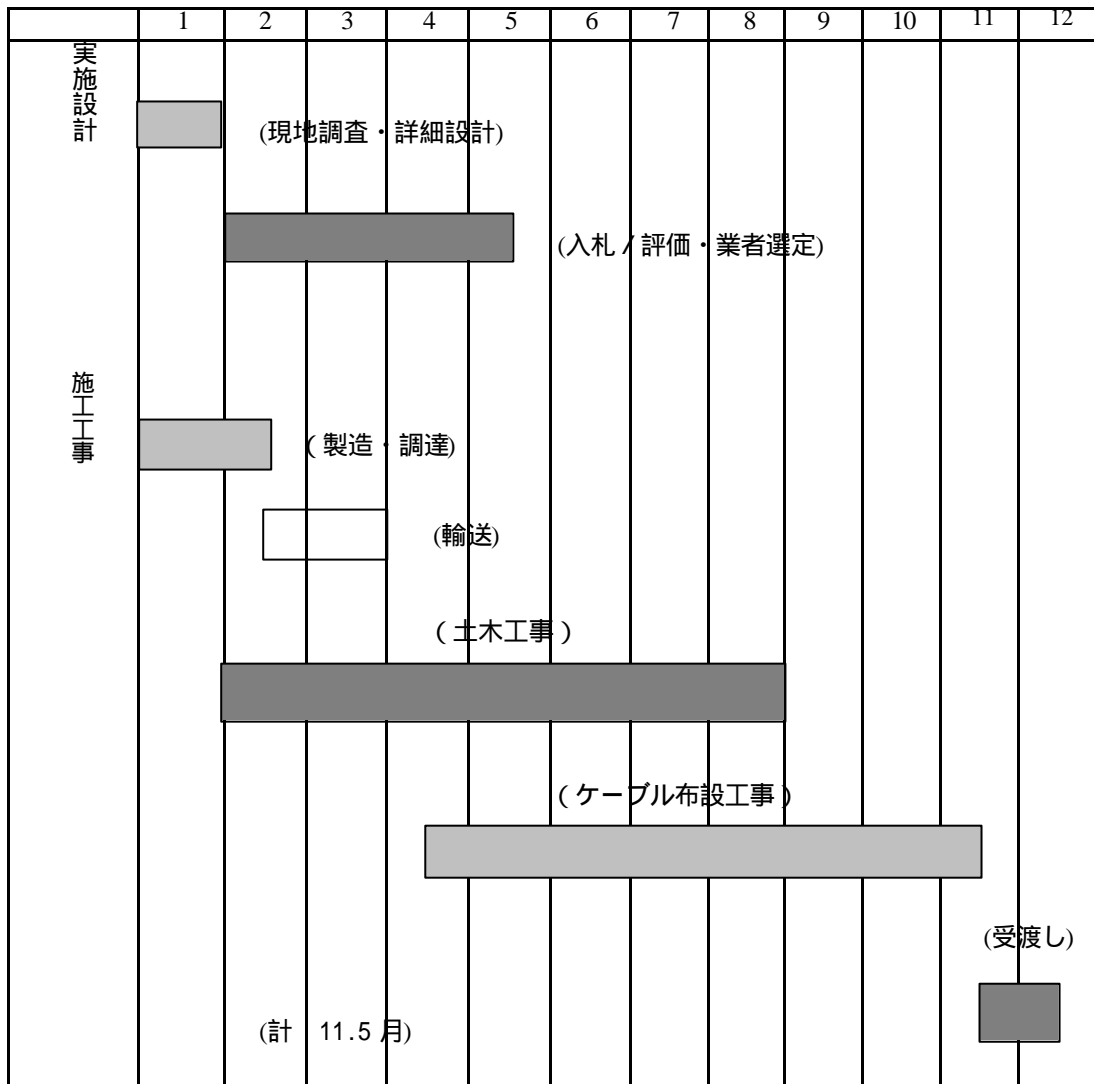 1 2 3 4 5 6 7 8 9 10 11 12
実施設計
(現地調査・詳細設計)
(入札/評価・業者選定)
施工工事
(製造・調達)
(輸送)
(土木工事)
(ケーブル布設工事)
(受渡し)
(計 11.5月)